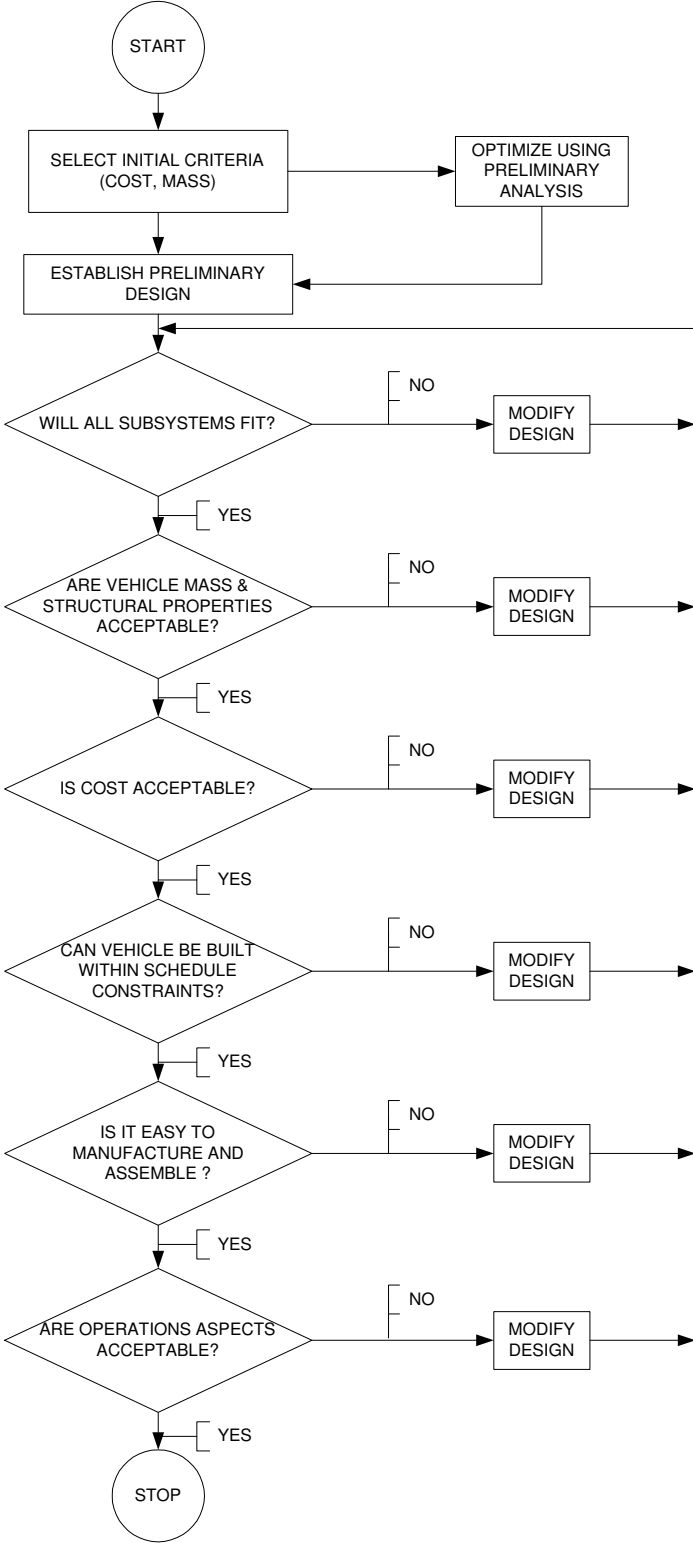 START
SELECT INITIAL CRITERIA
(COST, MASS)
OPTIMIZE USING
PRELIMINARY
ANALYSIS
ESTABLISH PRELIMINARY
DESIGN
WILL ALL SUBSYSTEMS FIT?
NO
MODIFY
DESIGN
YES
ARE VEHICLE MASS &
STRUCTURAL PROPERTIES
ACCEPTABLE?
NO
MODIFY
DESIGN
YES
IS COST ACCEPTABLE?
NO
MODIFY
DESIGN
YES
CAN VEHICLE BE BUILT
WITHIN SCHEDULE
CONSTRAINTS?
NO
MODIFY
DESIGN
YES
IS IT EASY TO
MANUFACTURE AND
ASSEMBLE ?
NO
MODIFY
DESIGN
YES
ARE OPERATIONS ASPECTS
ACCEPTABLE?
NO
MODIFY
DESIGN
YES
STOP